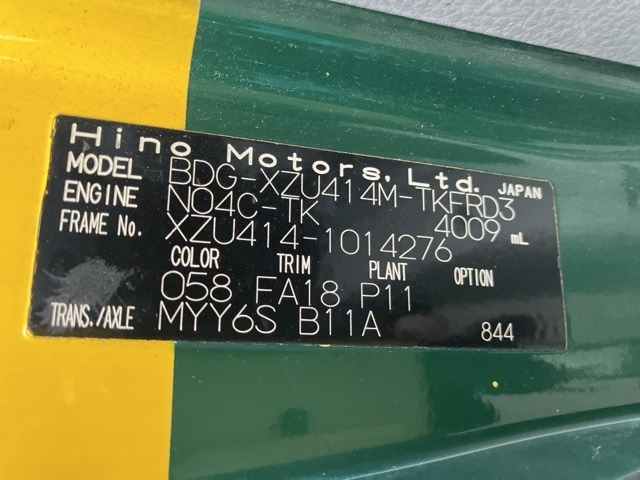 Hino Motors, Ltd. JAPAN
MODEL BDG-XZU414M-TKFRD3
ENGINE N04C-TK 4009 mL
FRAME No. XZU414-1014276
COLOR TRIM PLANT OPTION
058 FA18 P11
TRANS./AXLE MYY6S B11A 844